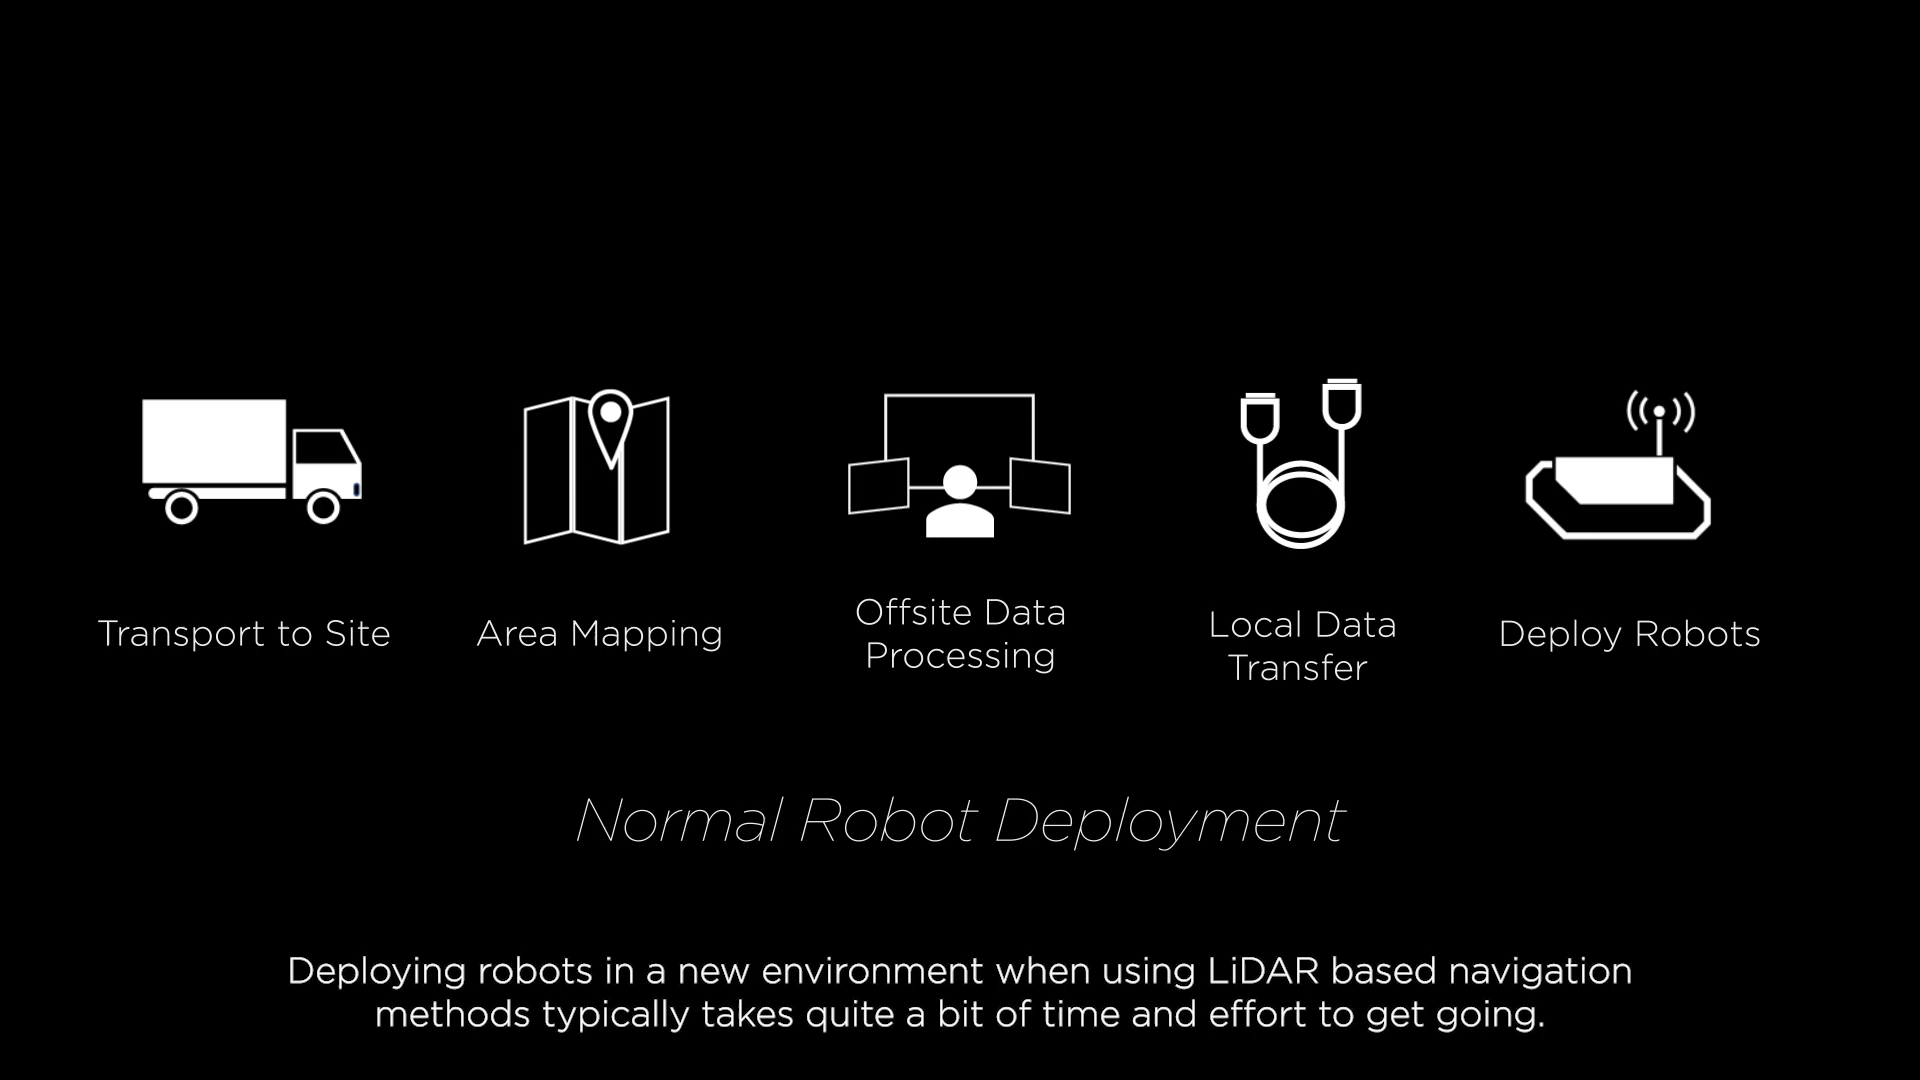 Transport to Site
Area Mapping
Offsite Data
Processing
Local Data
Transfer
Deploy Robots
Normal Robot Deployment
Deploying robots in a new environment when using LiDAR based navigation
methods typically takes quite a bit of time and effort to get going.